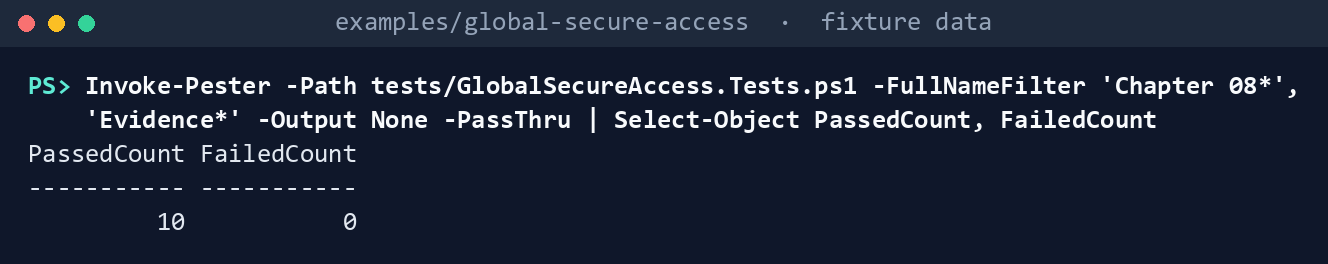 examples/global-secure-access  ·  fixture data
PS> Invoke-Pester -Path tests/GlobalSecureAccess.Tests.ps1 -FullNameFilter 'Chapter 08*',
    'Evidence*' -Output None -PassThru | Select-Object PassedCount, FailedCount
PassedCount FailedCount
----------- -----------
         10           0